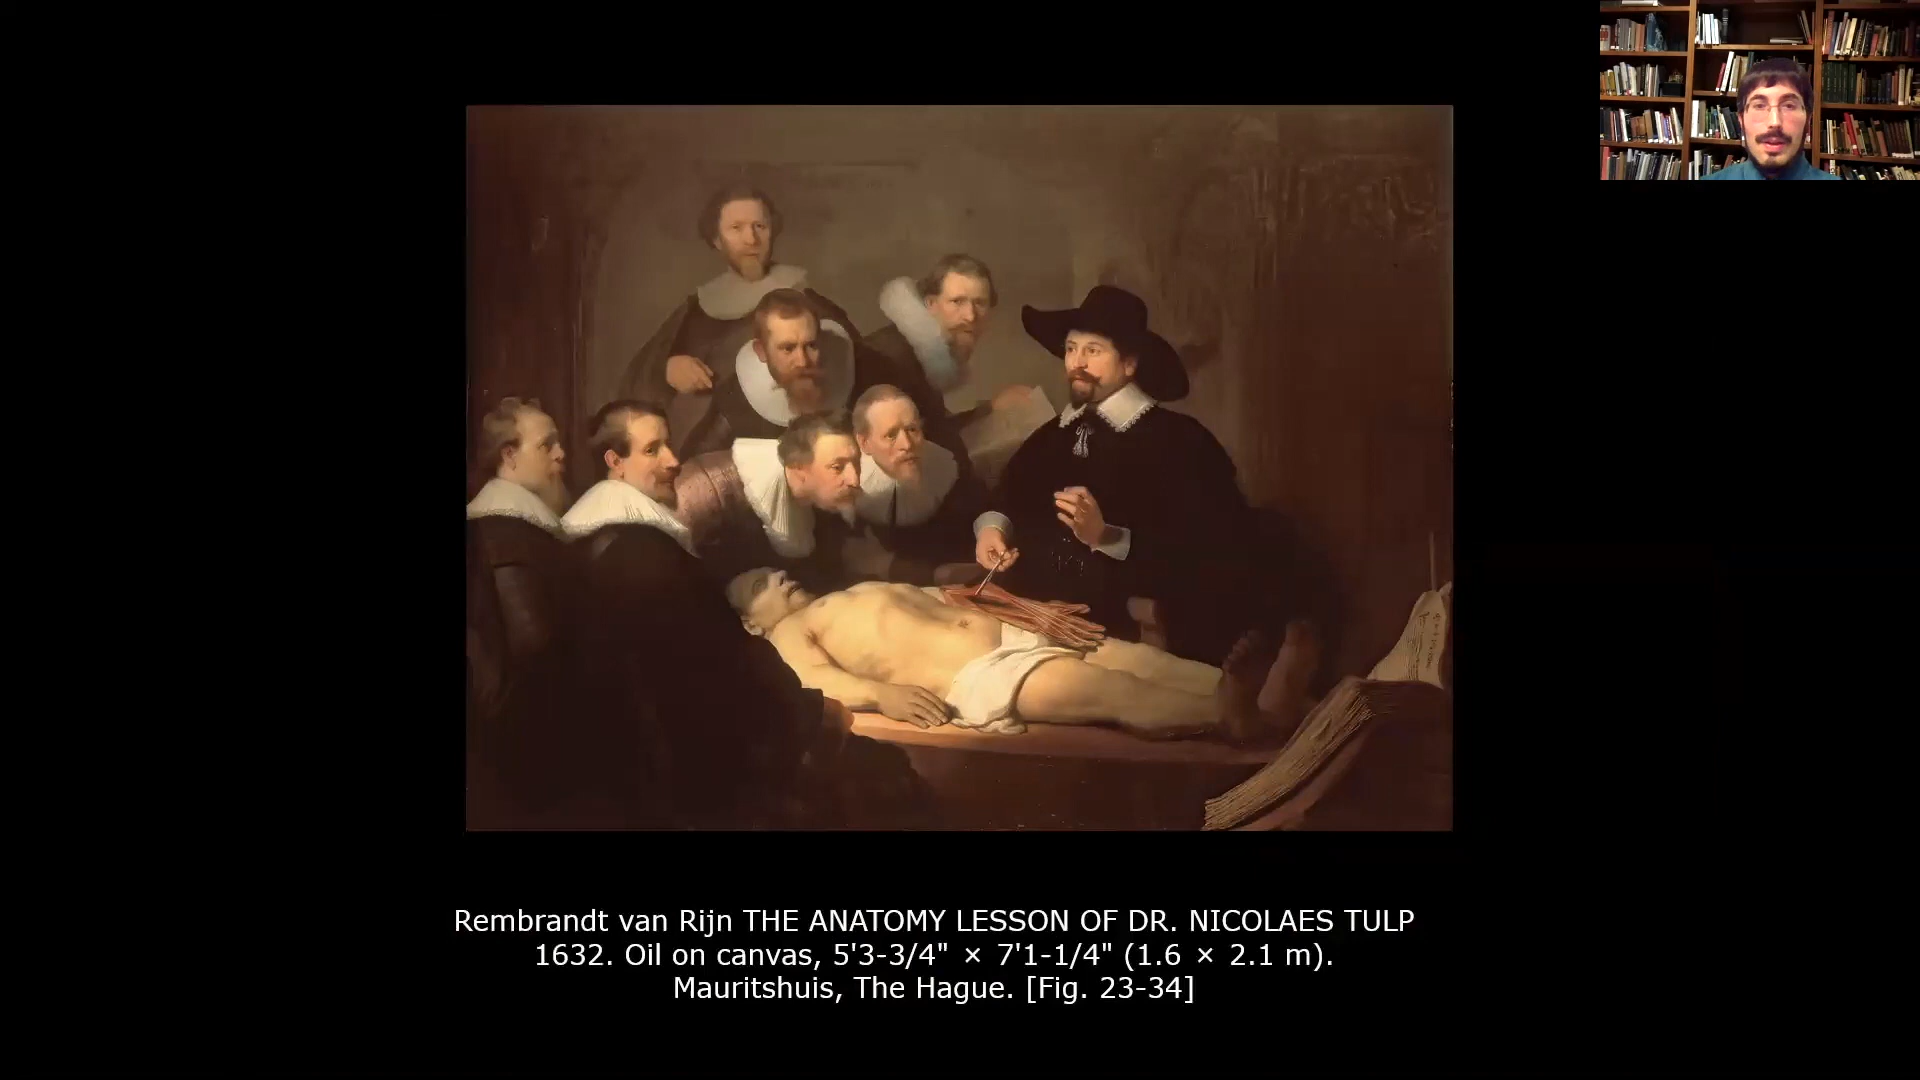 Rembrandt van Rijn THE ANATOMY LESSON OF DR. NICOLAES TULP
1632. Oil on canvas, 5'3-3/4" × 7'1-1/4" (1.6 × 2.1 m).
Mauritshuis, The Hague. [Fig. 23-34]